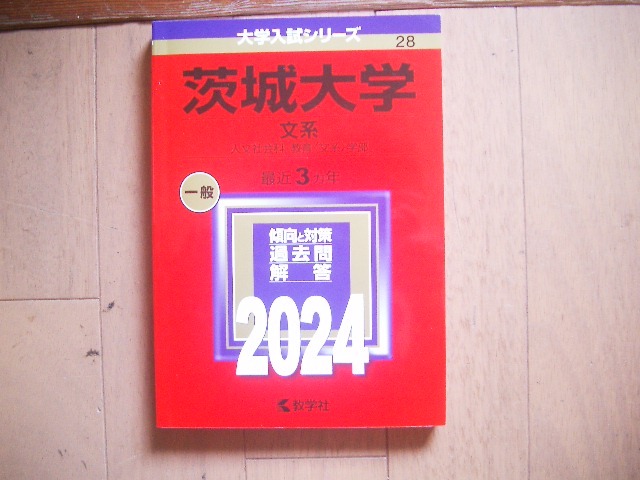 大学入試シリーズ
28
茨城大学
文系
最近3カ年
一般
傾向と対策
過去問
解答
2024
教学社